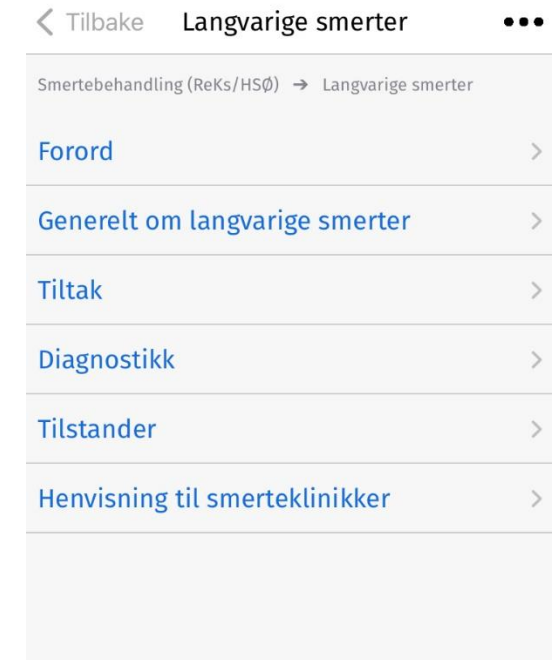 Tilbake Langvarige smerter
Smertebehandling (ReKs/HSØ) → Langvarige smerter
Forord
Generelt om langvarige smerter
Tiltak
Diagnostikk
Tilstander
Henvisning til smerteklinikker